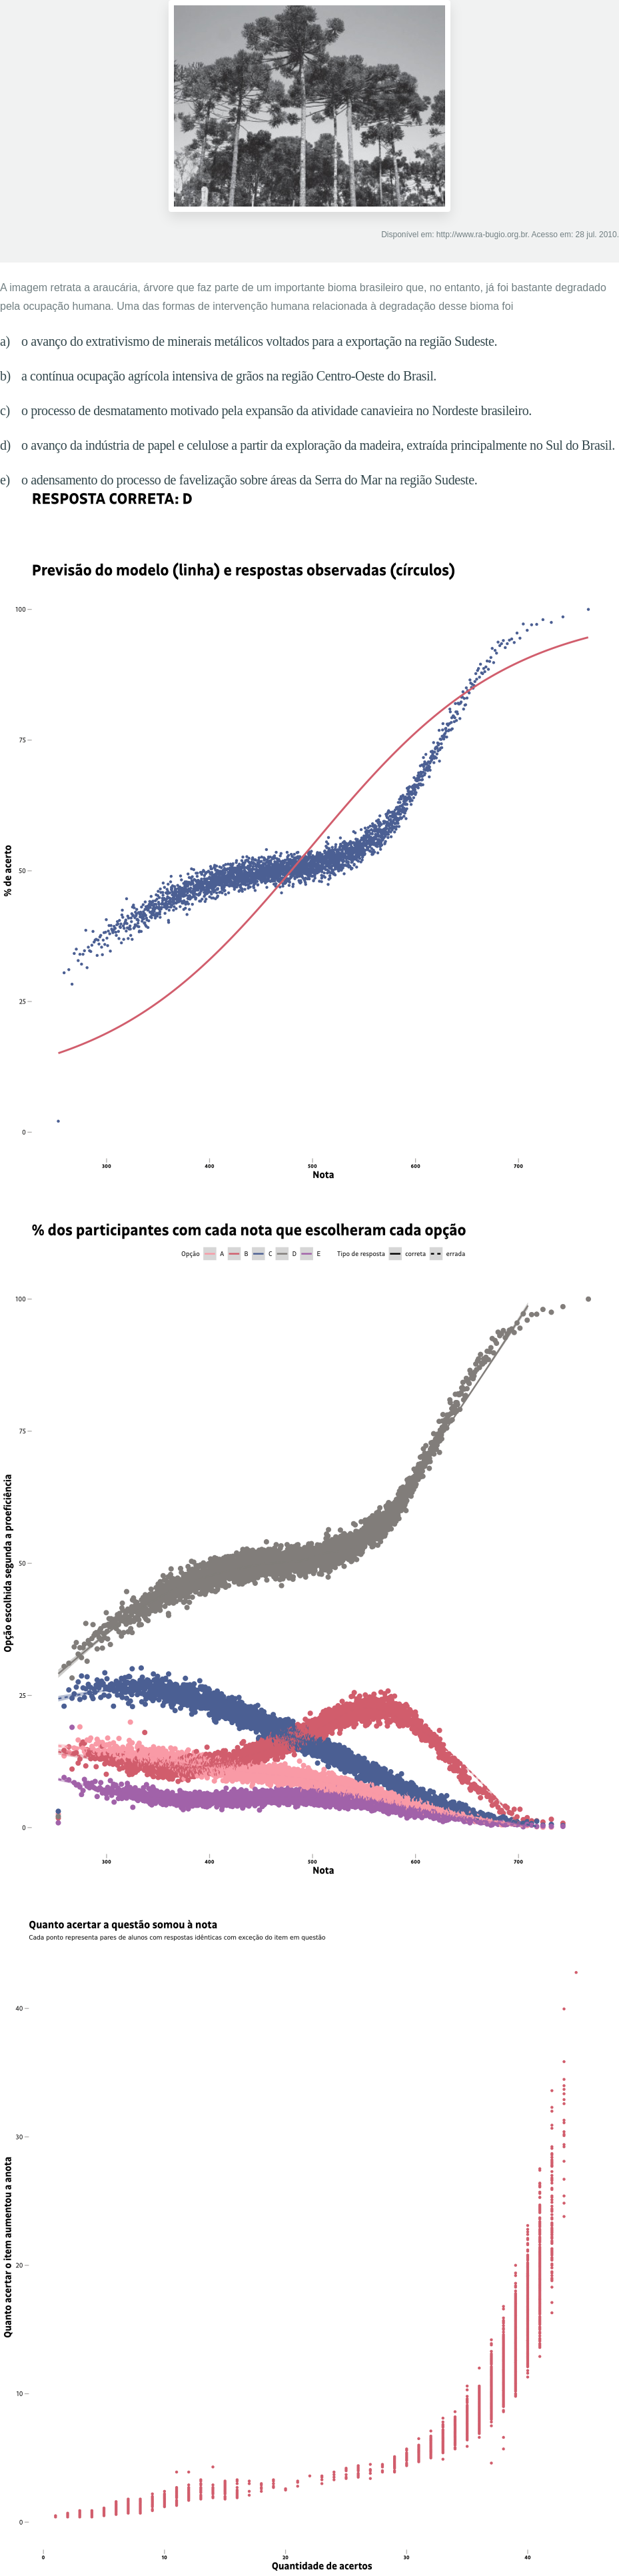 Disponível em: http://www.ra-bugio.org.br. Acesso em: 28 jul. 2010.
A imagem retrata a araucária, árvore que faz parte de um importante bioma brasileiro que, no entanto, já foi bastante degradado
pela ocupação humana. Uma das formas de intervenção humana relacionada à degradação desse bioma foi
a) o avanço do extrativismo de minerais metálicos voltados para a exportação na região Sudeste.
b) a contínua ocupação agrícola intensiva de grãos na região Centro-Oeste do Brasil.
c) o processo de desmatamento motivado pela expansão da atividade canavieira no Nordeste brasileiro.
d) o avanço da indústria de papel e celulose a partir da exploração da madeira, extraída principalmente no Sul do Brasil.
e) o adensamento do processo de favelização sobre áreas da Serra do Mar na região Sudeste.
RESPOSTA CORRETA: D
Previsão do modelo (linha) e respostas observadas (círculos)
100
75
% de acerto
50
25
0
300 400 500 600 700
Nota
% dos participantes com cada nota que escolheram cada opção
Opção A B C D E Tipo de resposta correta errada
100
75
Opção escolhida segunda a proeficiência
50
25
0
300 400 500 600 700
Nota
Quanto acertar a questão somou à nota
Cada ponto representa pares de alunos com respostas idênticas com exceção do item em questão
40
30
Quanto acertar o item aumentou a anota
20
10
0
0 10 20 30 40
Quantidade de acertos